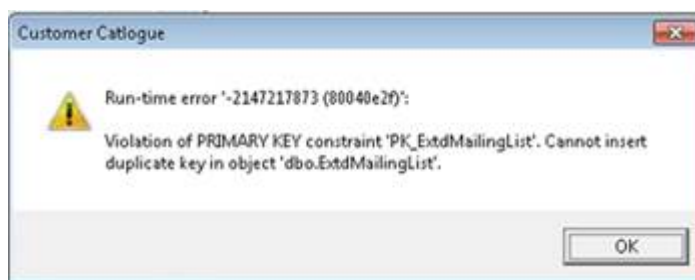 Customer Catlogue
Run-time error '-2147217873 (80040e2f)':
Violation of PRIMARY KEY constraint 'PK_ExtdMailingList'. Cannot insert
duplicate key in object 'dbo.ExtdMailingList'.
OK